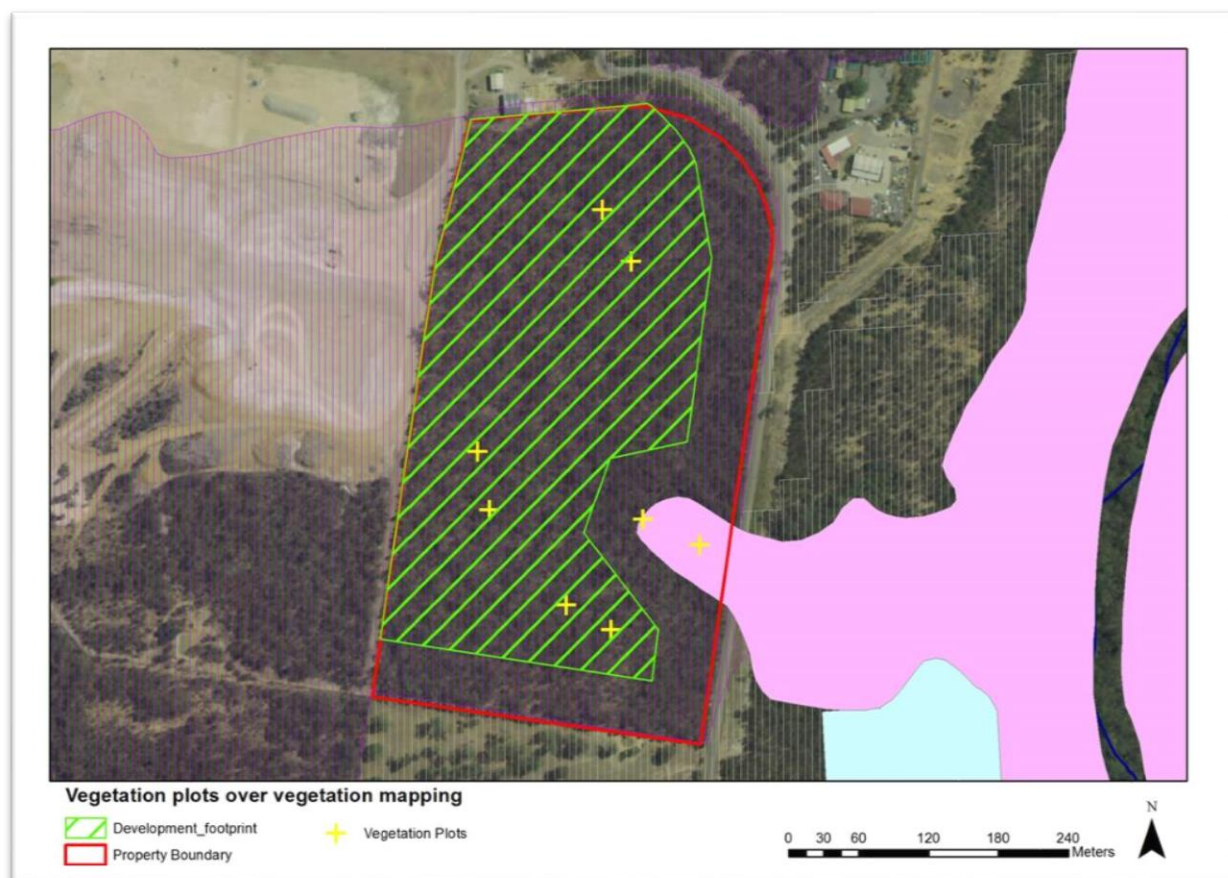 Vegetation plots over vegetation mapping
Development_footprint
Vegetation Plots
Property Boundary
0 30 60 120 180 240
Meters
N